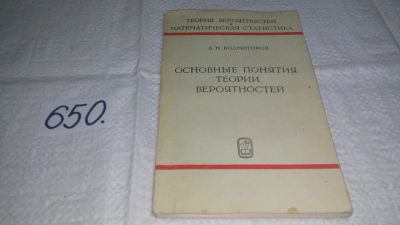 650.
ТЕОРИЯ ВЕРОЯТНОСТЕЙ
МАТЕМАТИЧЕСКАЯ СТАТИСТИКА
А. Н. КОЛМОГОРОВ
ОСНОВНЫЕ ПОНЯТИЯ
ТЕОРИИ
ВЕРОЯТНОСТЕЙ